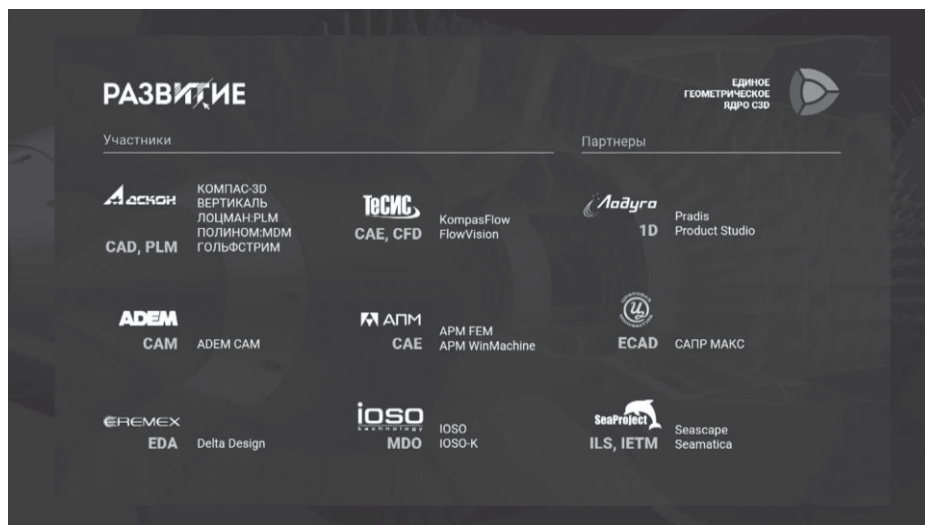 РАЗВИТИЕ
ЕДИНОЕ
ГЕОМЕТРИЧЕСКОЕ
ЯДРО C3D
Участники
Партнеры
АСКОН
CAD, PLM
КОМПАС-3D
ВЕРТИКАЛЬ
ЛОЦМАН:PLM
ПОЛИНОМ:MDM
ГОЛЬФСТРИМ
ТеСИС
CAE, CFD
KompasFlow
FlowVision
Ладуга
1D
Pradis
Product Studio
ADEM
CAM
ADEM CAM
АПМ
CAE
APM FEM
APM WinMachine
Ц
ECAD
САПР МАКС
EREMEX
EDA
Delta Design
iOSO
technology
MDO
IOSO
IOSO-K
SeaProject
ILS, IETM
Seascape
Seamatica